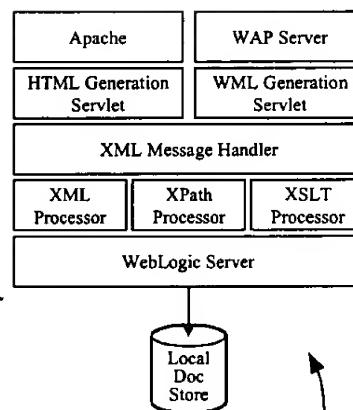 Apache
WAP Server
HTML Generation
Servlet
WML Generation
Servlet
XML Message Handler
XML
Processor
XPath
Processor
XSLT
Processor
WebLogic Server
Local
Doc
Store